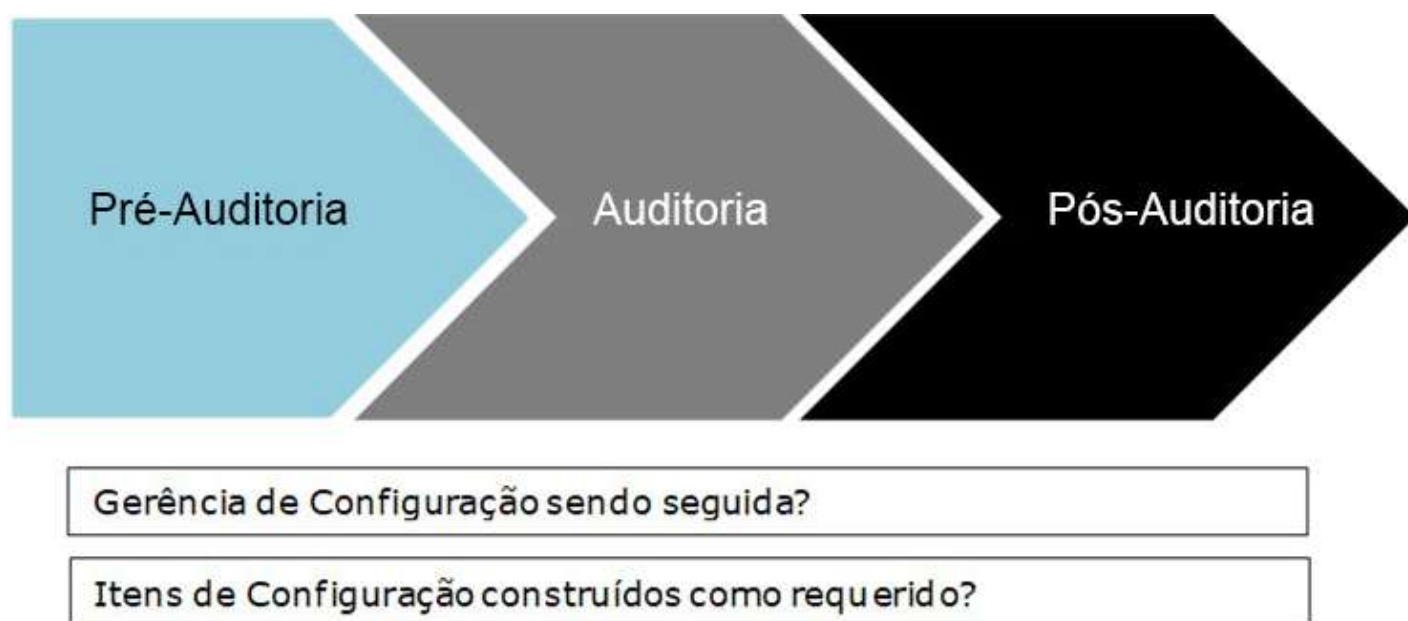 Pré-Auditoria
Auditoria
Pós-Auditoria
Gerência de Configuração sendo seguida?
Itens de Configuração construídos como requerido?